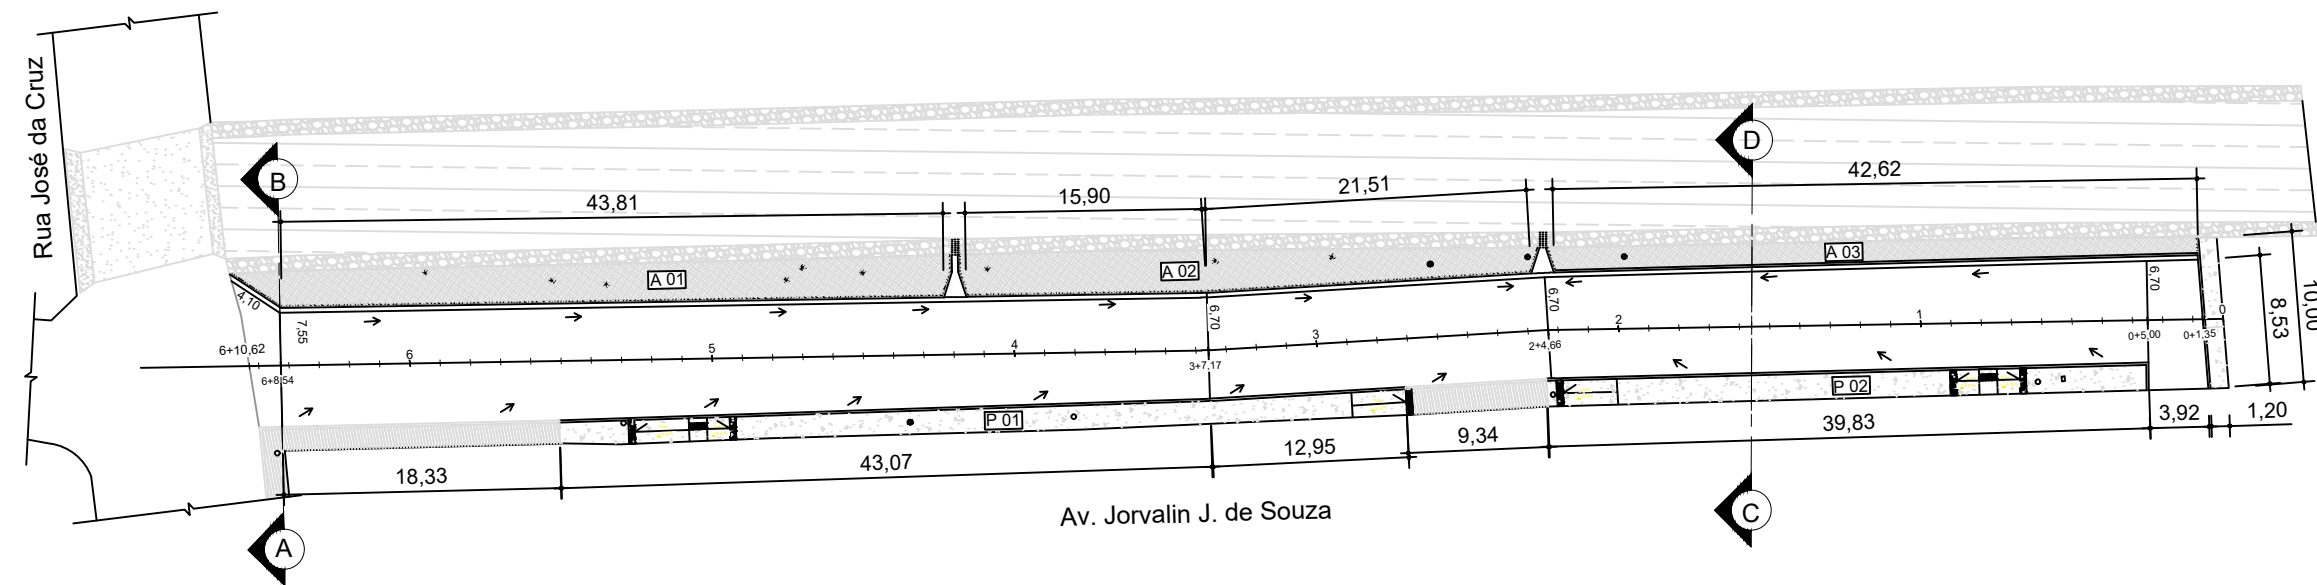 Rua José da Cruz
B
D
43,81
15,90
21,51
42,62
A 01
A 02
A 03
4,10
7,55
6,70
6,70
6,70
10,00
8,53
6+10,62
6+8,54
6
5
4
3+7,17
3
2+4,66
2
1
0+5,00
0+1,35
0
P 01
P 02
18,33
43,07
12,95
9,34
39,83
3,92
1,20
Av. Jorvalin J. de Souza
A
C